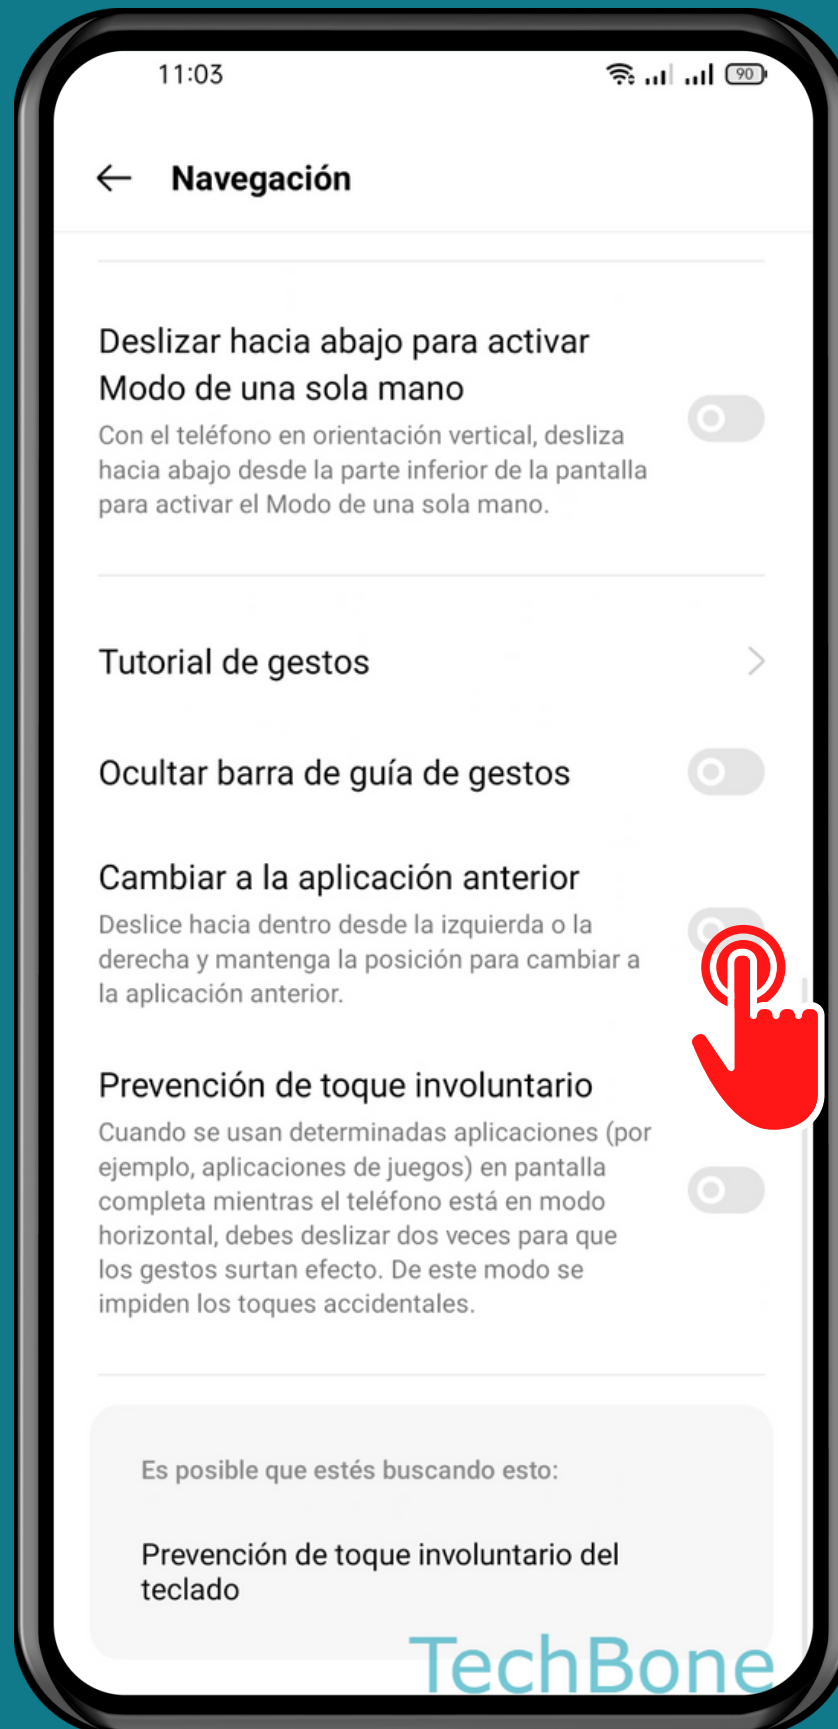 11:03
90
Navegación
Deslizar hacia abajo para activar
Modo de una sola mano
Con el teléfono en orientación vertical, desliza
hacia abajo desde la parte inferior de la pantalla
para activar el Modo de una sola mano.
Tutorial de gestos
Ocultar barra de guía de gestos
Cambiar a la aplicación anterior
Deslice hacia dentro desde la izquierda o la
derecha y mantenga la posición para cambiar a
la aplicación anterior.
Prevención de toque involuntario
Cuando se usan determinadas aplicaciones (por
ejemplo, aplicaciones de juegos) en pantalla
completa mientras el teléfono está en modo
horizontal, debes deslizar dos veces para que
los gestos surtan efecto. De este modo se
impiden los toques accidentales.
Es posible que estés buscando esto:
Prevención de toque involuntario del
teclado
TechBone